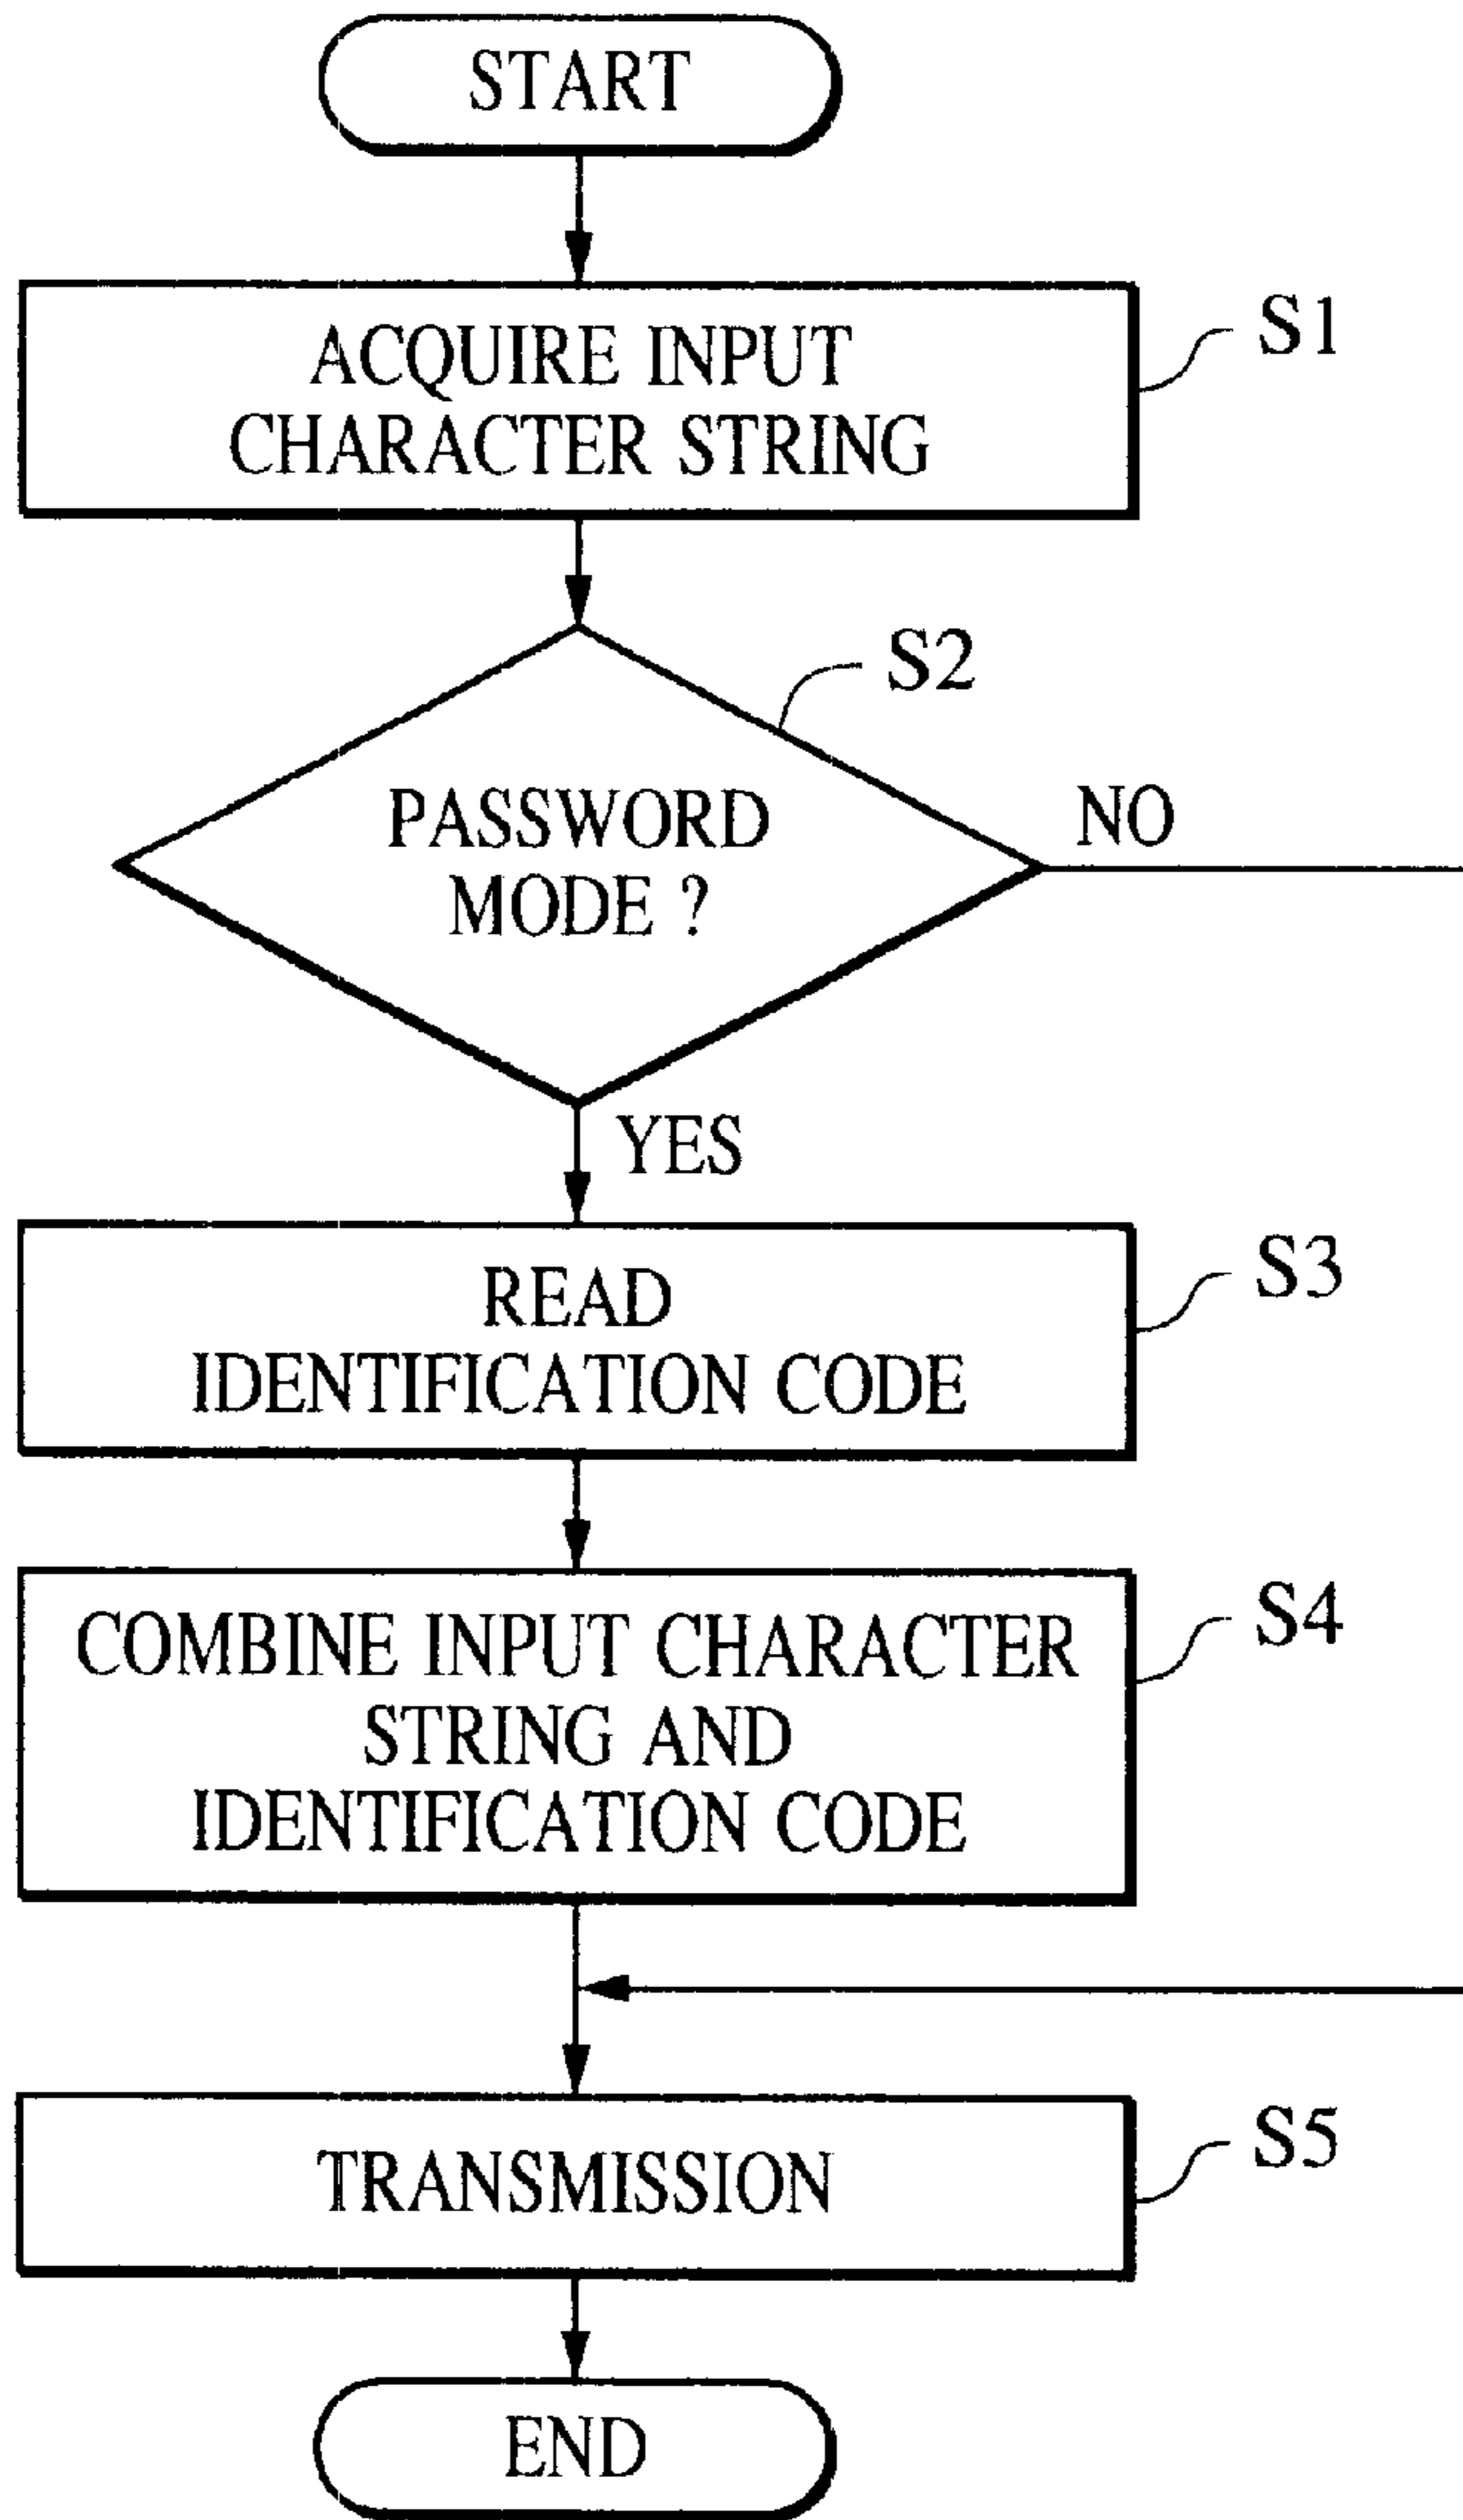 START
ACQUIRE INPUT
CHARACTER STRING
S1
S2
PASSWORD
MODE ?
NO
YES
READ
IDENTIFICATION CODE
S3
COMBINE INPUT CHARACTER
STRING AND
IDENTIFICATION CODE
S4
TRANSMISSION
S5
END